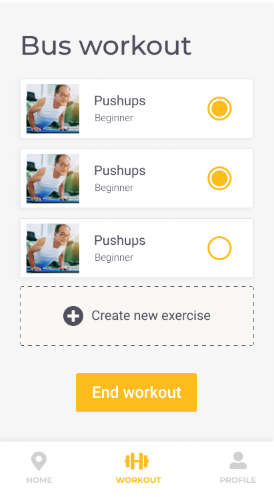 Bus workout
Pushups
Beginner
Pushups
Beginner
Pushups
Beginner
Create new exercise
End workout
HOME
WORKOUT
PROFILE